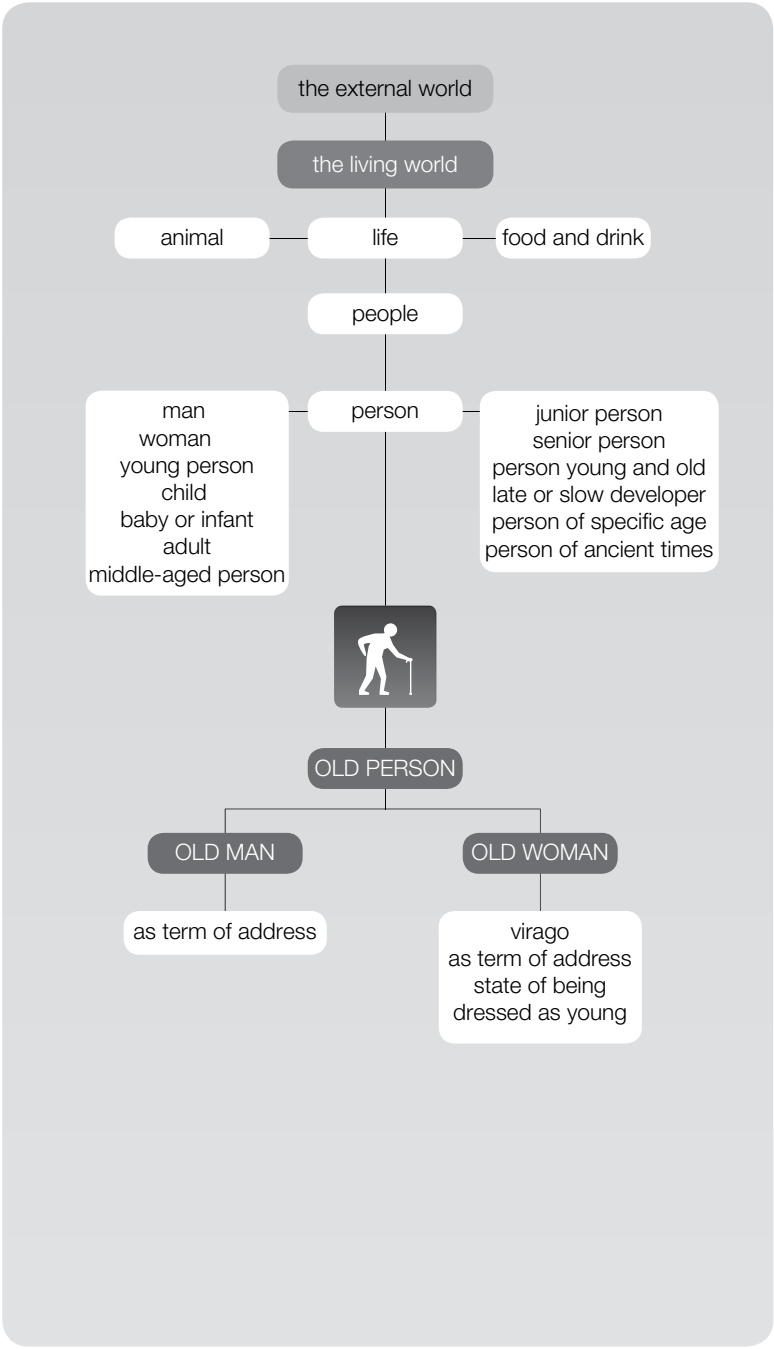 the external world
the living world
animal
life
food and drink
people
man
woman
young person
child
baby or infant
adult
middle-aged person
person
junior person
senior person
person young and old
late or slow developer
person of specific age
person of ancient times
OLD PERSON
OLD MAN
OLD WOMAN
as term of address
virago
as term of address
state of being
dressed as young